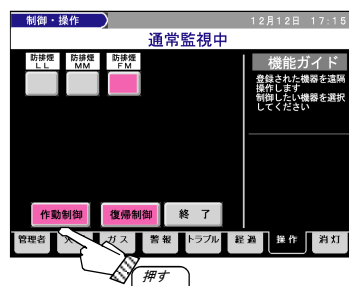 制御・操作
12月12日 17:15
通常監視中
防排煙
LL
防排煙
MM
防排煙
FM
機能ガイド
登録された機器を遠隔
操作します
制御したい機器を選択
してください
作動制御
復帰制御
終 了
管理者
ガス
警報
トラブル
経過
操作
消灯
押す